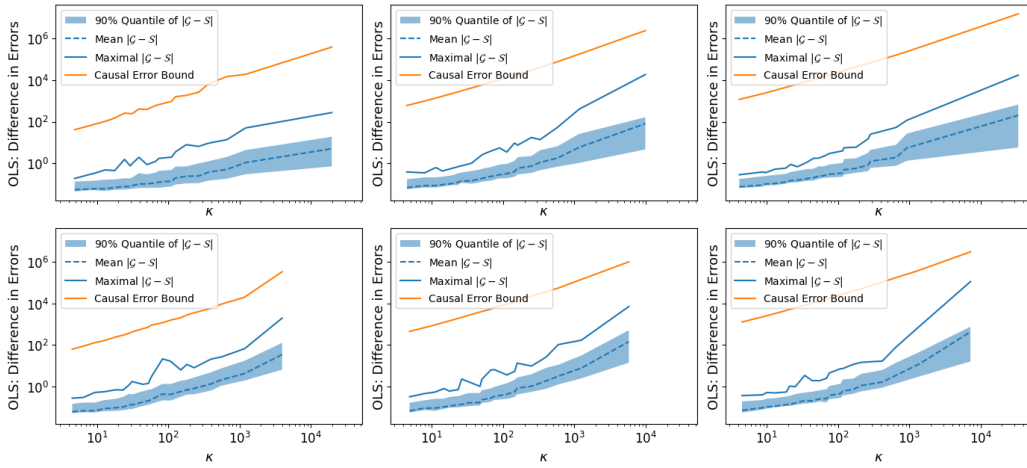 OLS: Difference in Errors
10⁶
10⁴
10²
10⁰
90% Quantile of |𝒢 − 𝒮|
Mean |𝒢 − 𝒮|
Maximal |𝒢 − 𝒮|
Causal Error Bound
κ
90% Quantile of |𝒢 − 𝒮|
Mean |𝒢 − 𝒮|
Maximal |𝒢 − 𝒮|
Causal Error Bound
κ
90% Quantile of |𝒢 − 𝒮|
Mean |𝒢 − 𝒮|
Maximal |𝒢 − 𝒮|
Causal Error Bound
κ
OLS: Difference in Errors
10⁶
10⁴
10²
10⁰
90% Quantile of |𝒢 − 𝒮|
Mean |𝒢 − 𝒮|
Maximal |𝒢 − 𝒮|
Causal Error Bound
10¹ 10² 10³ 10⁴
κ
90% Quantile of |𝒢 − 𝒮|
Mean |𝒢 − 𝒮|
Maximal |𝒢 − 𝒮|
Causal Error Bound
10¹ 10² 10³ 10⁴
κ
90% Quantile of |𝒢 − 𝒮|
Mean |𝒢 − 𝒮|
Maximal |𝒢 − 𝒮|
Causal Error Bound
10¹ 10² 10³ 10⁴
κ